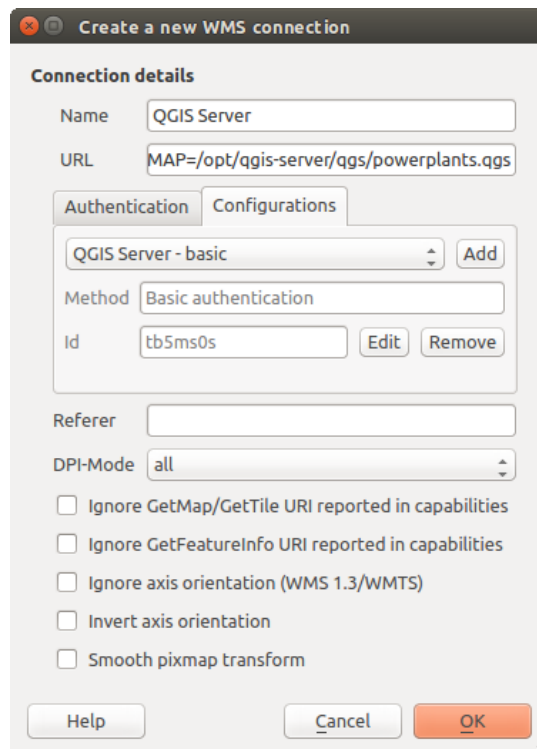 Create a new WMS connection
Connection details
Name QGIS Server
URL MAP=/opt/qgis-server/qgs/powerplants.qgs
Authentication Configurations
QGIS Server - basic Add
Method Basic authentication
Id tb5ms0s Edit Remove
Referer
DPI-Mode all
Ignore GetMap/GetTile URI reported in capabilities
Ignore GetFeatureInfo URI reported in capabilities
Ignore axis orientation (WMS 1.3/WMTS)
Invert axis orientation
Smooth pixmap transform
Help Cancel OK